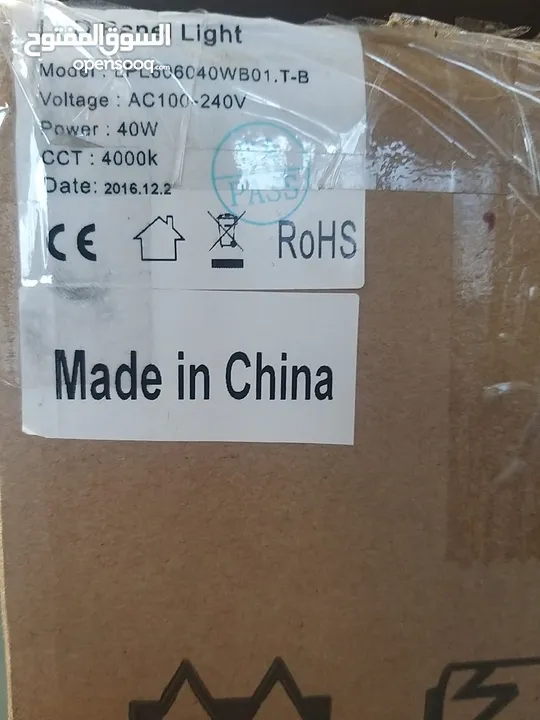 السوق المفتوح
opensooq.com
Light
Model : LPL606040WB01.T-B
Voltage : AC100-240V
Power : 40W
CCT : 4000k
Date: 2016.12.2
PASS
CE
RoHS
Made in China